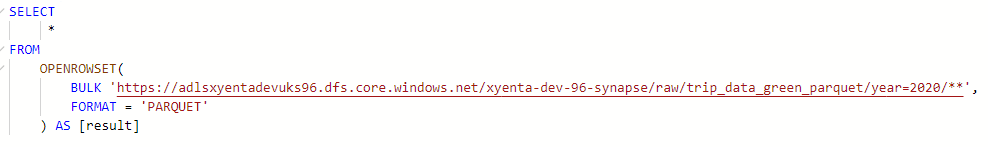 SELECT
*
FROM
OPENROWSET(
BULK 'https://adlsxyentadevuks96.dfs.core.windows.net/xyenta-dev-96-synapse/raw/trip_data_green_parquet/year=2020/**',
FORMAT = 'PARQUET'
) AS [result]